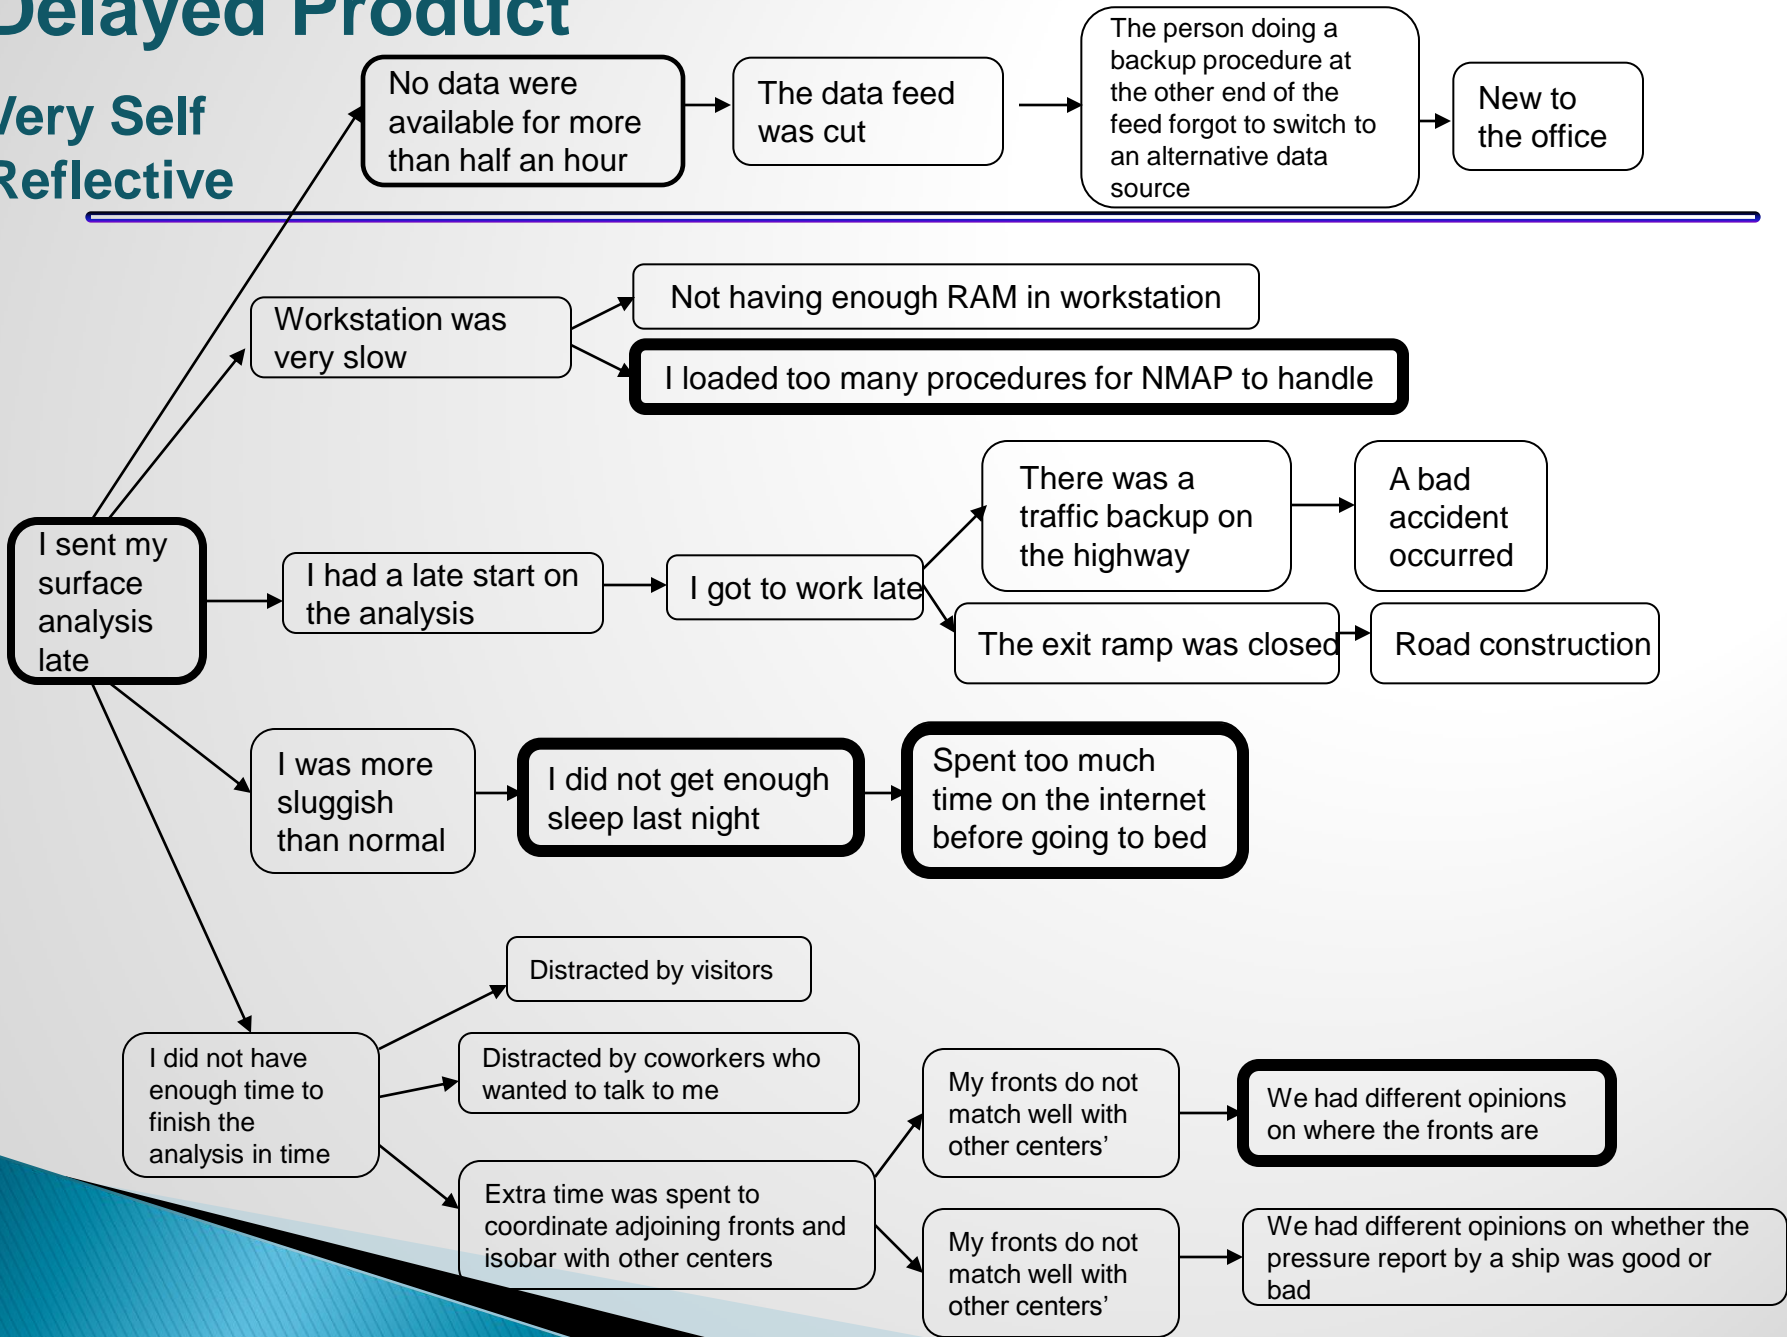 Delayed Product
Very Self
Reflective
No data were
available for more
than half an hour
The data feed
was cut
The person doing a
backup procedure at
the other end of the
feed forgot to switch to
an alternative data
source
New to
the office
Workstation was
very slow
Not having enough RAM in workstation
I loaded too many procedures for NMAP to handle
I sent my
surface
analysis
late
I had a late start on
the analysis
I got to work late
There was a
traffic backup on
the highway
A bad
accident
occurred
The exit ramp was closed
Road construction
I was more
sluggish
than normal
I did not get enough
sleep last night
Spent too much
time on the internet
before going to bed
I did not have
enough time to
finish the
analysis in time
Distracted by visitors
Distracted by coworkers who
wanted to talk to me
Extra time was spent to
coordinate adjoining fronts and
isobar with other centers
My fronts do not
match well with
other centers’
We had different opinions
on where the fronts are
My fronts do not
match well with
other centers’
We had different opinions on whether the
pressure report by a ship was good or
bad